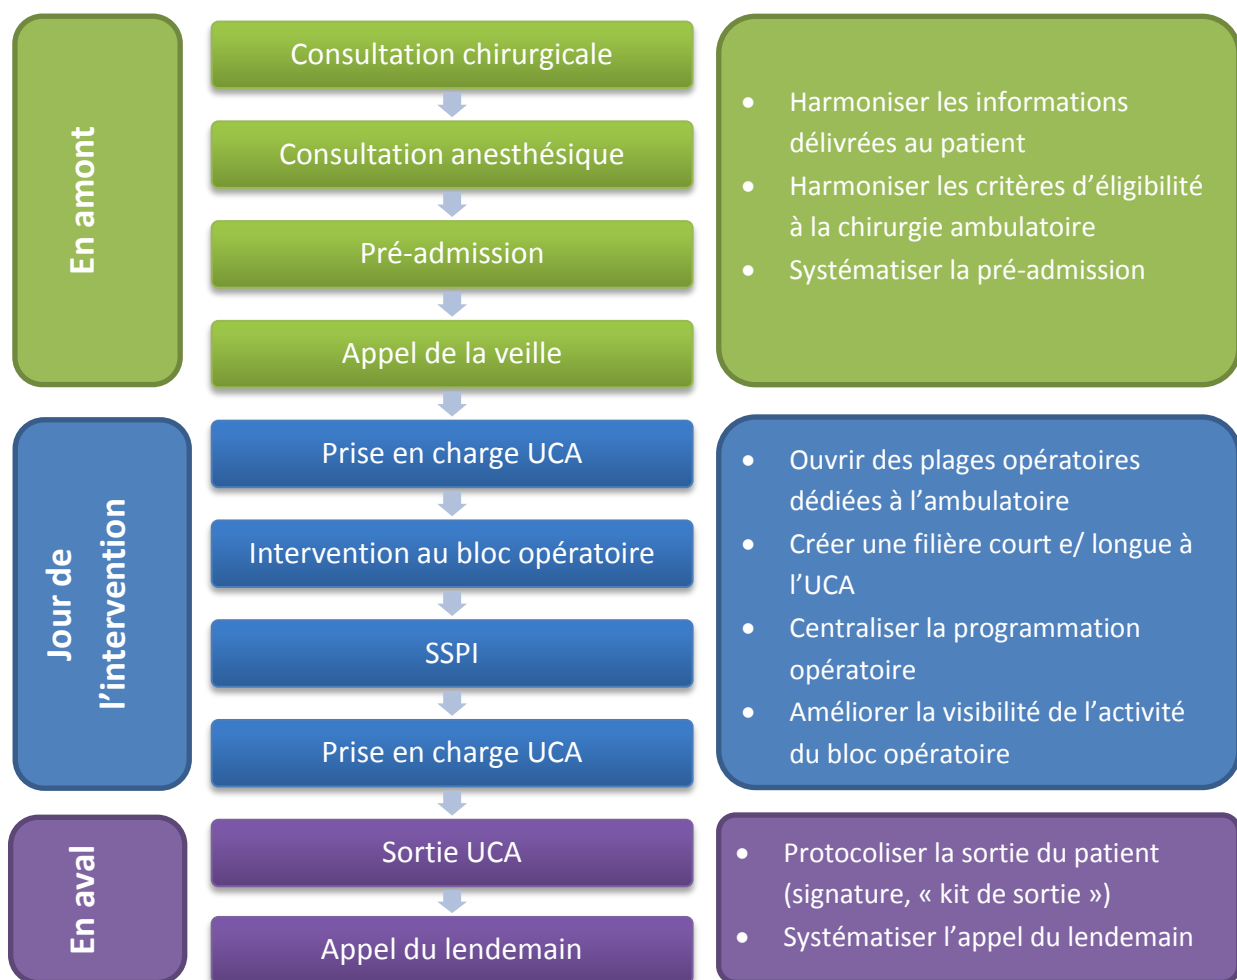 En amont
Consultation chirurgicale
Consultation anesthésique
Pré-admission
Appel de la veille
• Harmoniser les informations
délivrées au patient
• Harmoniser les critères d’éligibilité
à la chirurgie ambulatoire
• Systématiser la pré-admission
Jour de
l’intervention
Prise en charge UCA
Intervention au bloc opératoire
SSPI
Prise en charge UCA
• Ouvrir des plages opératoires
dédiées à l’ambulatoire
• Créer une filière court e/ longue à
l’UCA
• Centraliser la programmation
opératoire
• Améliorer la visibilité de l’activité
du bloc opératoire
En aval
Sortie UCA
Appel du lendemain
• Protocoliser la sortie du patient
(signature, « kit de sortie »)
• Systématiser l’appel du lendemain